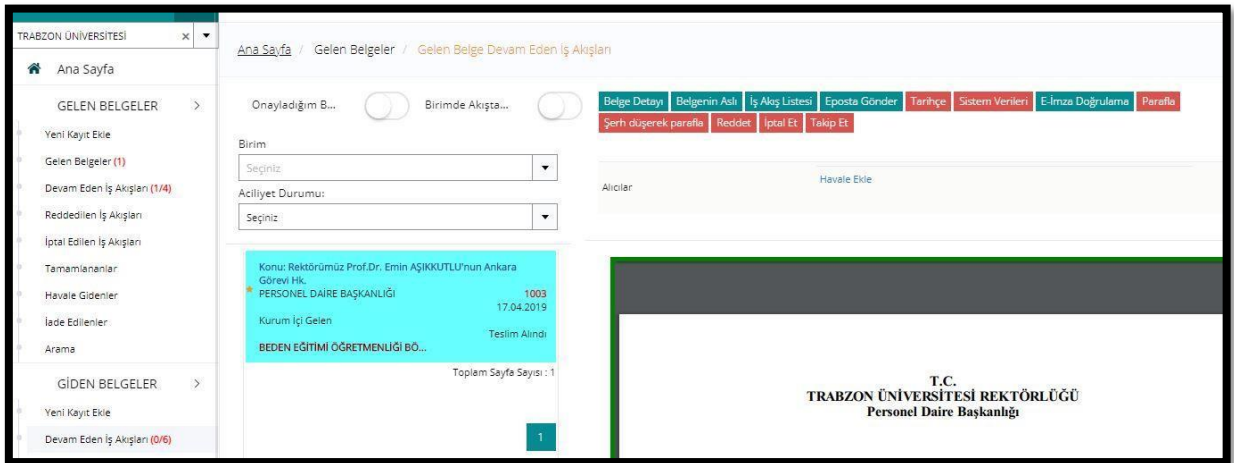 TRABZON ÜNİVERSİTESİ
Ana Sayfa
GELEN BELGELER
Yeni Kayıt Ekle
Gelen Belgeler (1)
Devam Eden İş Akışları (1/4)
Reddedilen İş Akışları
İptal Edilen İş Akışları
Tamamlananlar
Havale Gidenler
İade Edilenler
Arama
GİDEN BELGELER
Yeni Kayıt Ekle
Devam Eden İş Akışları (0/6)
Ana Sayfa / Gelen Belgeler / Gelen Belge Devam Eden İş Akışları
Onayladığım B... Birimde Akışta...
Birim
Seçiniz
Aciliyet Durumu:
Seçiniz
Konu: Rektörümüz Prof.Dr. Emin AŞIKKUTLU'nun Ankara
Görevi Hk.
PERSONEL DAİRE BAŞKANLIĞI 1003
17.04.2019
Kurum İçi Gelen
Teslim Alındı
BEDEN EĞİTİMİ ÖĞRETMENLİĞİ BÖ...
Toplam Sayfa Sayısı : 1
1
Belge Detayı Belgenin Aslı İş Akış Listesi Eposta Gönder Tarihçe Sistem Verileri E-İmza Doğrulama Parafla
Şerh düşerek parafla Reddet İptal Et Takip Et
Alıcılar Havale Ekle
T.C.
TRABZON ÜNİVERSİTESİ REKTÖRLÜĞÜ
Personel Daire Başkanlığı